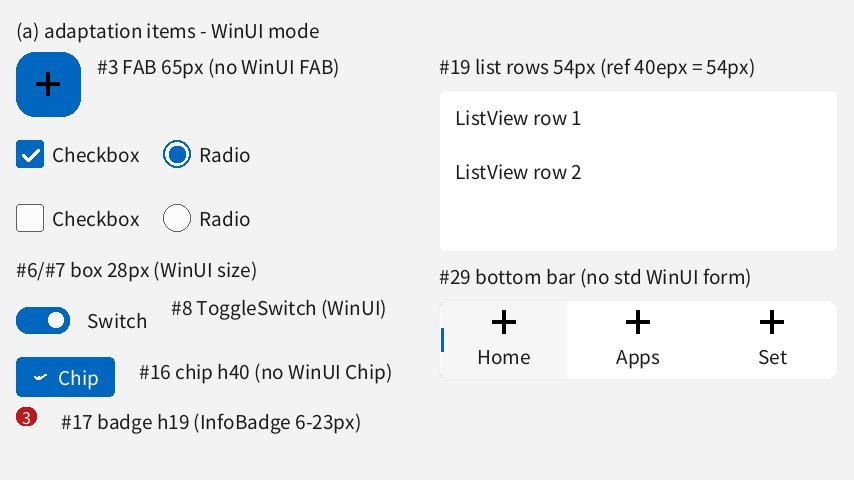 (a) adaptation items - WinUI mode
#3 FAB 65px (no WinUI FAB)
Checkbox
Radio
Checkbox
Radio
#6/#7 box 28px (WinUI size)
Switch
#8 ToggleSwitch (WinUI)
Chip
#16 chip h40 (no WinUI Chip)
3
#17 badge h19 (InfoBadge 6-23px)
#19 list rows 54px (ref 40epx = 54px)
ListView row 1
ListView row 2
#29 bottom bar (no std WinUI form)
Home
Apps
Set